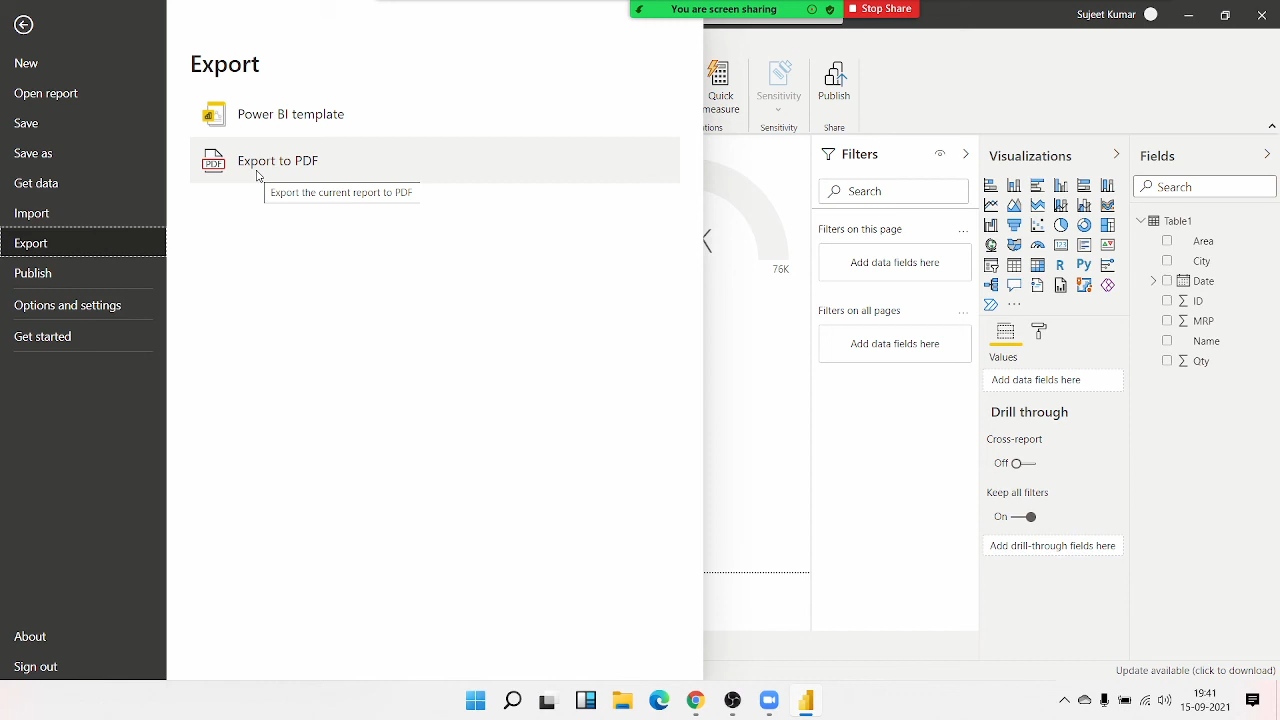 You are screen sharing
Stop Share
Sujeet Kumar
New
Open report
Save
Save as
Get data
Import
Export
Publish
Options and settings
Get started
About
Sign out
Export
Power BI template
PDF
Export to PDF
Export the current report to PDF
Quick
measure
Sensitivity
Publish
Sensitivity
Share
76K
Filters
Search
Filters on this page
...
Add data fields here
Filters on all pages
...
Add data fields here
Visualizations
R
Py
...
Values
Add data fields here
Drill through
Cross-report
Off
Keep all filters
On
Add drill-through fields here
Fields
Search
Table1
Area
City
Date
ID
MRP
Name
Qty
Update available (click to download)
19:41
15-09-2021